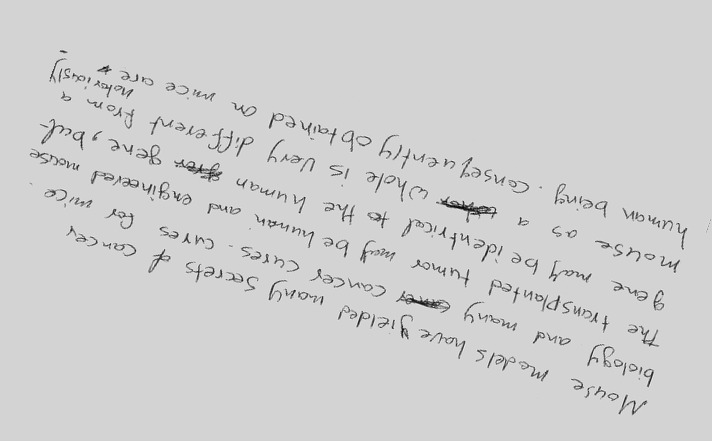 Mouse models have yielded many secrets of cancer
biology and many cancer cures. cures for mice.
The transplanted tumor may be human and engineered mouse
gene may be identical to the human gene, but
mouse as a whole is very different from a
human being. Consequently obtained on mice are notoriously